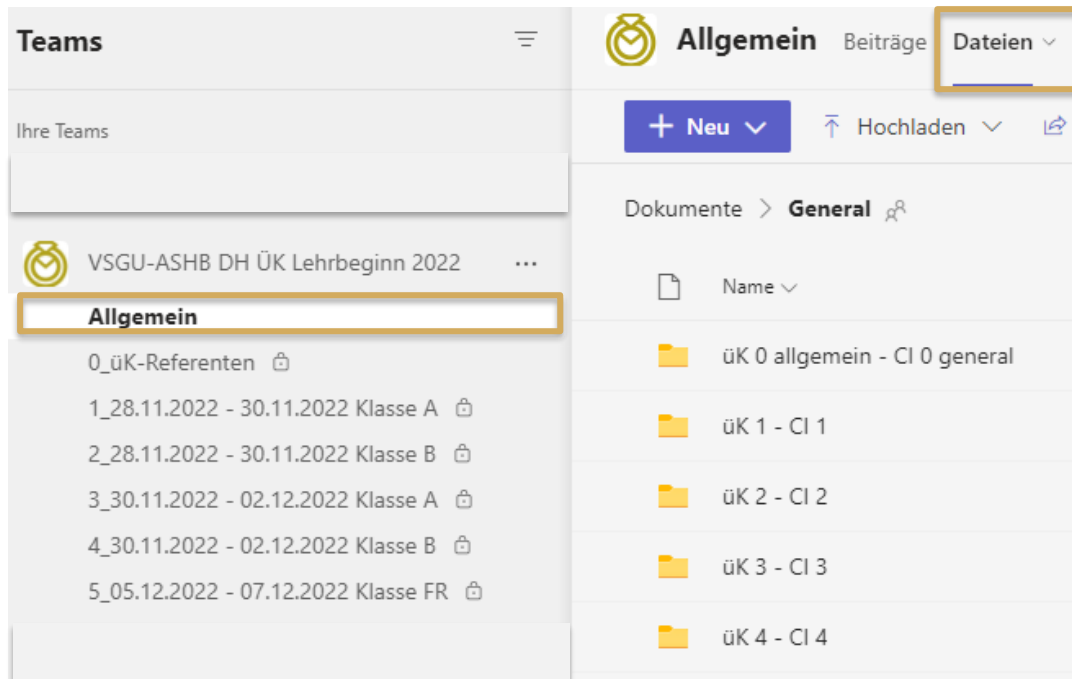 Teams
Ihre Teams
VSGU-ASHB DH ÜK Lehrbeginn 2022 ...
Allgemein
0_üK-Referenten
1_28.11.2022 - 30.11.2022 Klasse A
2_28.11.2022 - 30.11.2022 Klasse B
3_30.11.2022 - 02.12.2022 Klasse A
4_30.11.2022 - 02.12.2022 Klasse B
5_05.12.2022 - 07.12.2022 Klasse FR
Allgemein Beiträge Dateien
+ Neu Hochladen
Dokumente > General
Name
üK 0 allgemein - CI 0 general
üK 1 - CI 1
üK 2 - CI 2
üK 3 - CI 3
üK 4 - CI 4